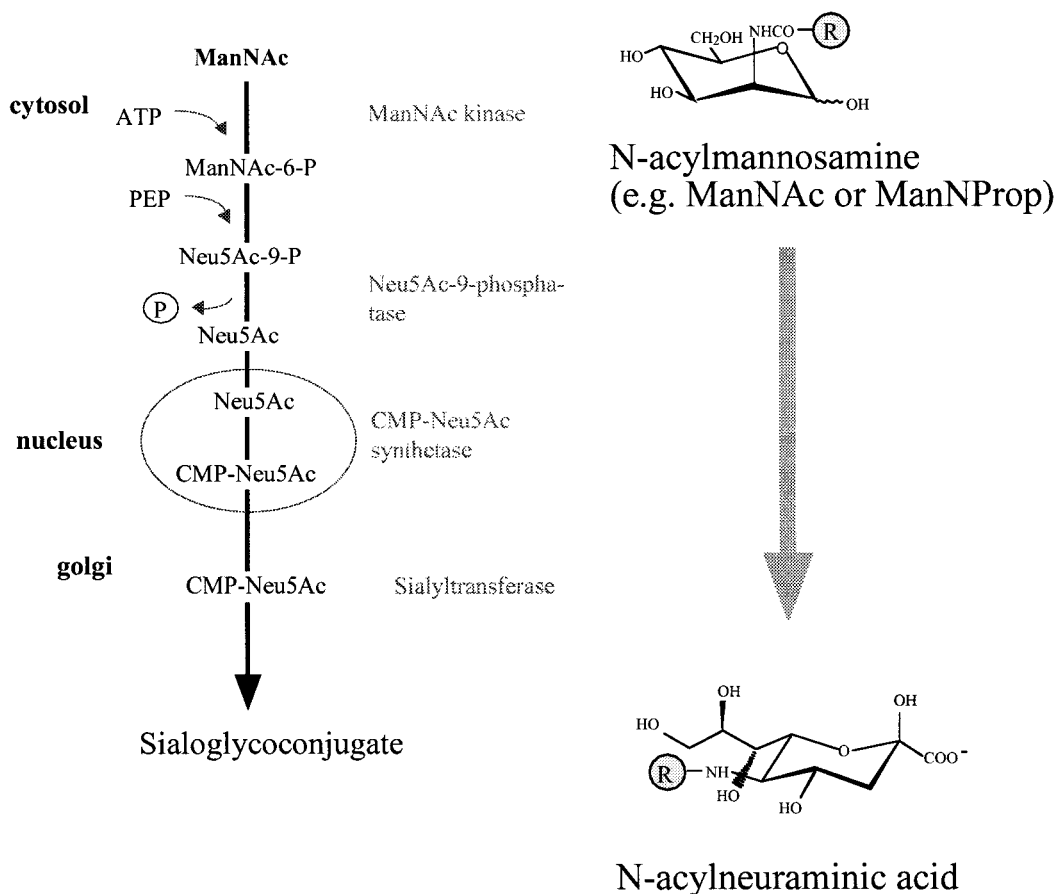 ManNAc
cytosol
ATP
ManNAc kinase
ManNAc-6-P
PEP
Neu5Ac-9-P
Neu5Ac-9-phospha-
tase
P
Neu5Ac
nucleus
Neu5Ac
CMP-Neu5Ac
synthetase
CMP-Neu5Ac
golgi
CMP-Neu5Ac
Sialyltransferase
Sialoglycoconjugate
CH2OH
NHCO
R
HO
O
HO
OH
N-acylmannosamine
(e.g. ManNAc or ManNProp)
OH
OH
HO
O
COO-
R
NH
HO
HO
N-acylneuraminic acid